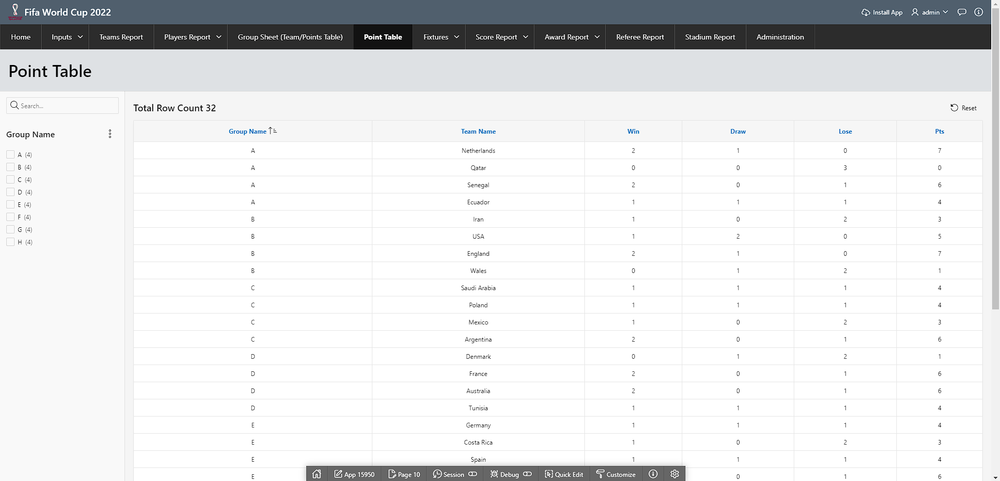 Fifa World Cup 2022
Install App admin
Home Inputs Teams Report Players Report Group Sheet (Team/Points Table) Point Table Fixtures Score Report Award Report Referee Report Stadium Report Administration
Point Table
Search...
Group Name
A (4)
B (4)
C (4)
D (4)
E (4)
F (4)
G (4)
H (4)
Total Row Count 32 Reset
Group Name Team Name Win Draw Lose Pts
A Netherlands 2 1 0 7
A Qatar 0 0 3 0
A Senegal 2 0 1 6
A Ecuador 1 1 1 4
B Iran 1 0 2 3
B USA 1 2 0 5
B England 2 1 0 7
B Wales 0 1 2 1
C Saudi Arabia 1 1 1 4
C Poland 1 1 1 4
C Mexico 1 0 2 3
C Argentina 2 0 1 6
D Denmark 0 1 2 1
D France 2 0 1 6
D Australia 2 0 1 6
D Tunisia 1 1 1 4
E Germany 1 1 1 4
E Costa Rica 1 0 2 3
E Spain 1 1 1 4
E 0 1 6
App 15950 Page 10 Session Debug Quick Edit Customize